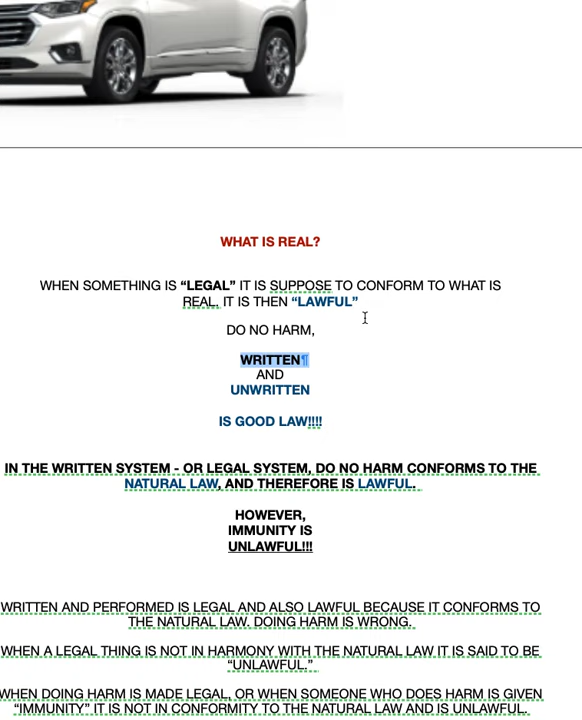 WHAT IS REAL?
WHEN SOMETHING IS “LEGAL” IT IS SUPPOSE TO CONFORM TO WHAT IS
REAL. IT IS THEN “LAWFUL”
DO NO HARM,
WRITTEN¶
AND
UNWRITTEN
IS GOOD LAW!!!!
IN THE WRITTEN SYSTEM - OR LEGAL SYSTEM, DO NO HARM CONFORMS TO THE
NATURAL LAW, AND THEREFORE IS LAWFUL.
HOWEVER,
IMMUNITY IS
UNLAWFUL!!!
WRITTEN AND PERFORMED IS LEGAL AND ALSO LAWFUL BECAUSE IT CONFORMS TO
THE NATURAL LAW. DOING HARM IS WRONG.
WHEN A LEGAL THING IS NOT IN HARMONY WITH THE NATURAL LAW IT IS SAID TO BE
“UNLAWFUL.”
WHEN DOING HARM IS MADE LEGAL, OR WHEN SOMEONE WHO DOES HARM IS GIVEN
“IMMUNITY” IT IS NOT IN CONFORMITY TO THE NATURAL LAW AND IS UNLAWFUL.